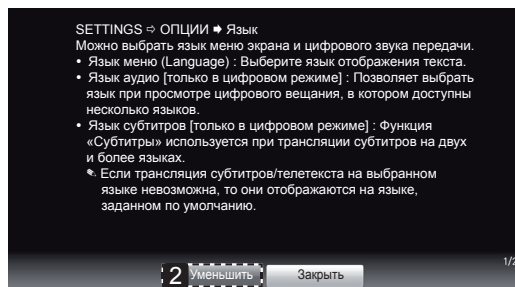 SETTINGS ⇨ ОПЦИИ ➡ Язык
Можно выбрать язык меню экрана и цифрового звука передачи.
• Язык меню (Language) : Выберите язык отображения текста.
• Язык аудио [только в цифровом режиме] : Позволяет выбрать
язык при просмотре цифрового вещания, в котором доступны
несколько языков.
• Язык субтитров [только в цифровом режиме] : Функция
«Субтитры» используется при трансляции субтитров на двух
и более языках.
✎ Если трансляция субтитров/телетекста на выбранном
языке невозможна, то они отображаются на языке,
заданном по умолчанию.
1/2
2 Уменьшить Закрыть